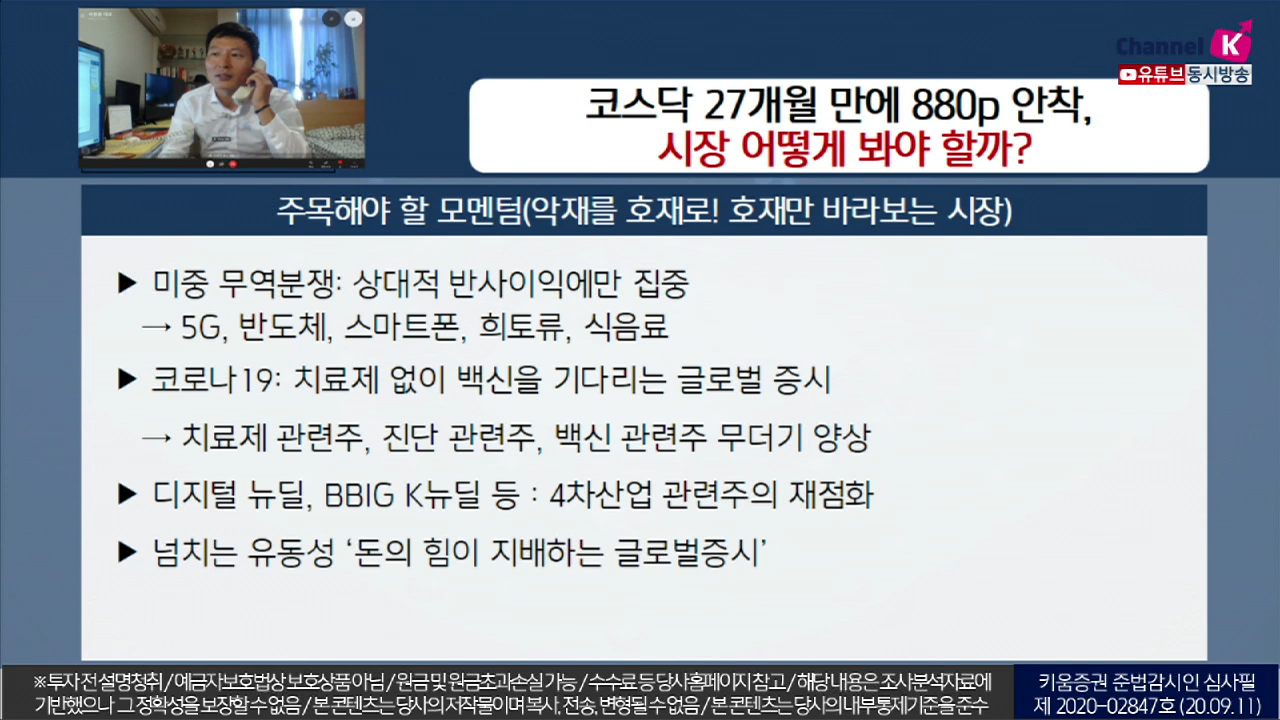 Channel K
유튜브동시방송
코스닥 27개월 만에 880p 안착,
시장 어떻게 봐야 할까?
주목해야 할 모멘텀(악재를 호재로! 호재만 바라보는 시장)
▶ 미중 무역분쟁: 상대적 반사이익에만 집중
→ 5G, 반도체, 스마트폰, 희토류, 식음료
▶ 코로나19: 치료제 없이 백신을 기다리는 글로벌 증시
→ 치료제 관련주, 진단 관련주, 백신 관련주 무더기 양상
▶ 디지털 뉴딜, BBIG K뉴딜 등 : 4차산업 관련주의 재점화
▶ 넘치는 유동성 ‘돈의 힘이 지배하는 글로벌증시’
※ 투자 전 설명청취 / 예금자보호법상 보호상품 아님 / 원금 및 원금초과손실 가능 / 수수료 등 당사홈페이지 참고 / 해당 내용은 조사분석자료에
기반했으나 그 정확성을 보장할 수 없음 / 본 콘텐츠는 당사의 저작물이며 복사, 전송, 변형될 수 없음 / 본 콘텐츠는 당사의 내부통제기준을 준수
키움증권 준법감시인 심사필
제 2020-02847호 (20.09.11)